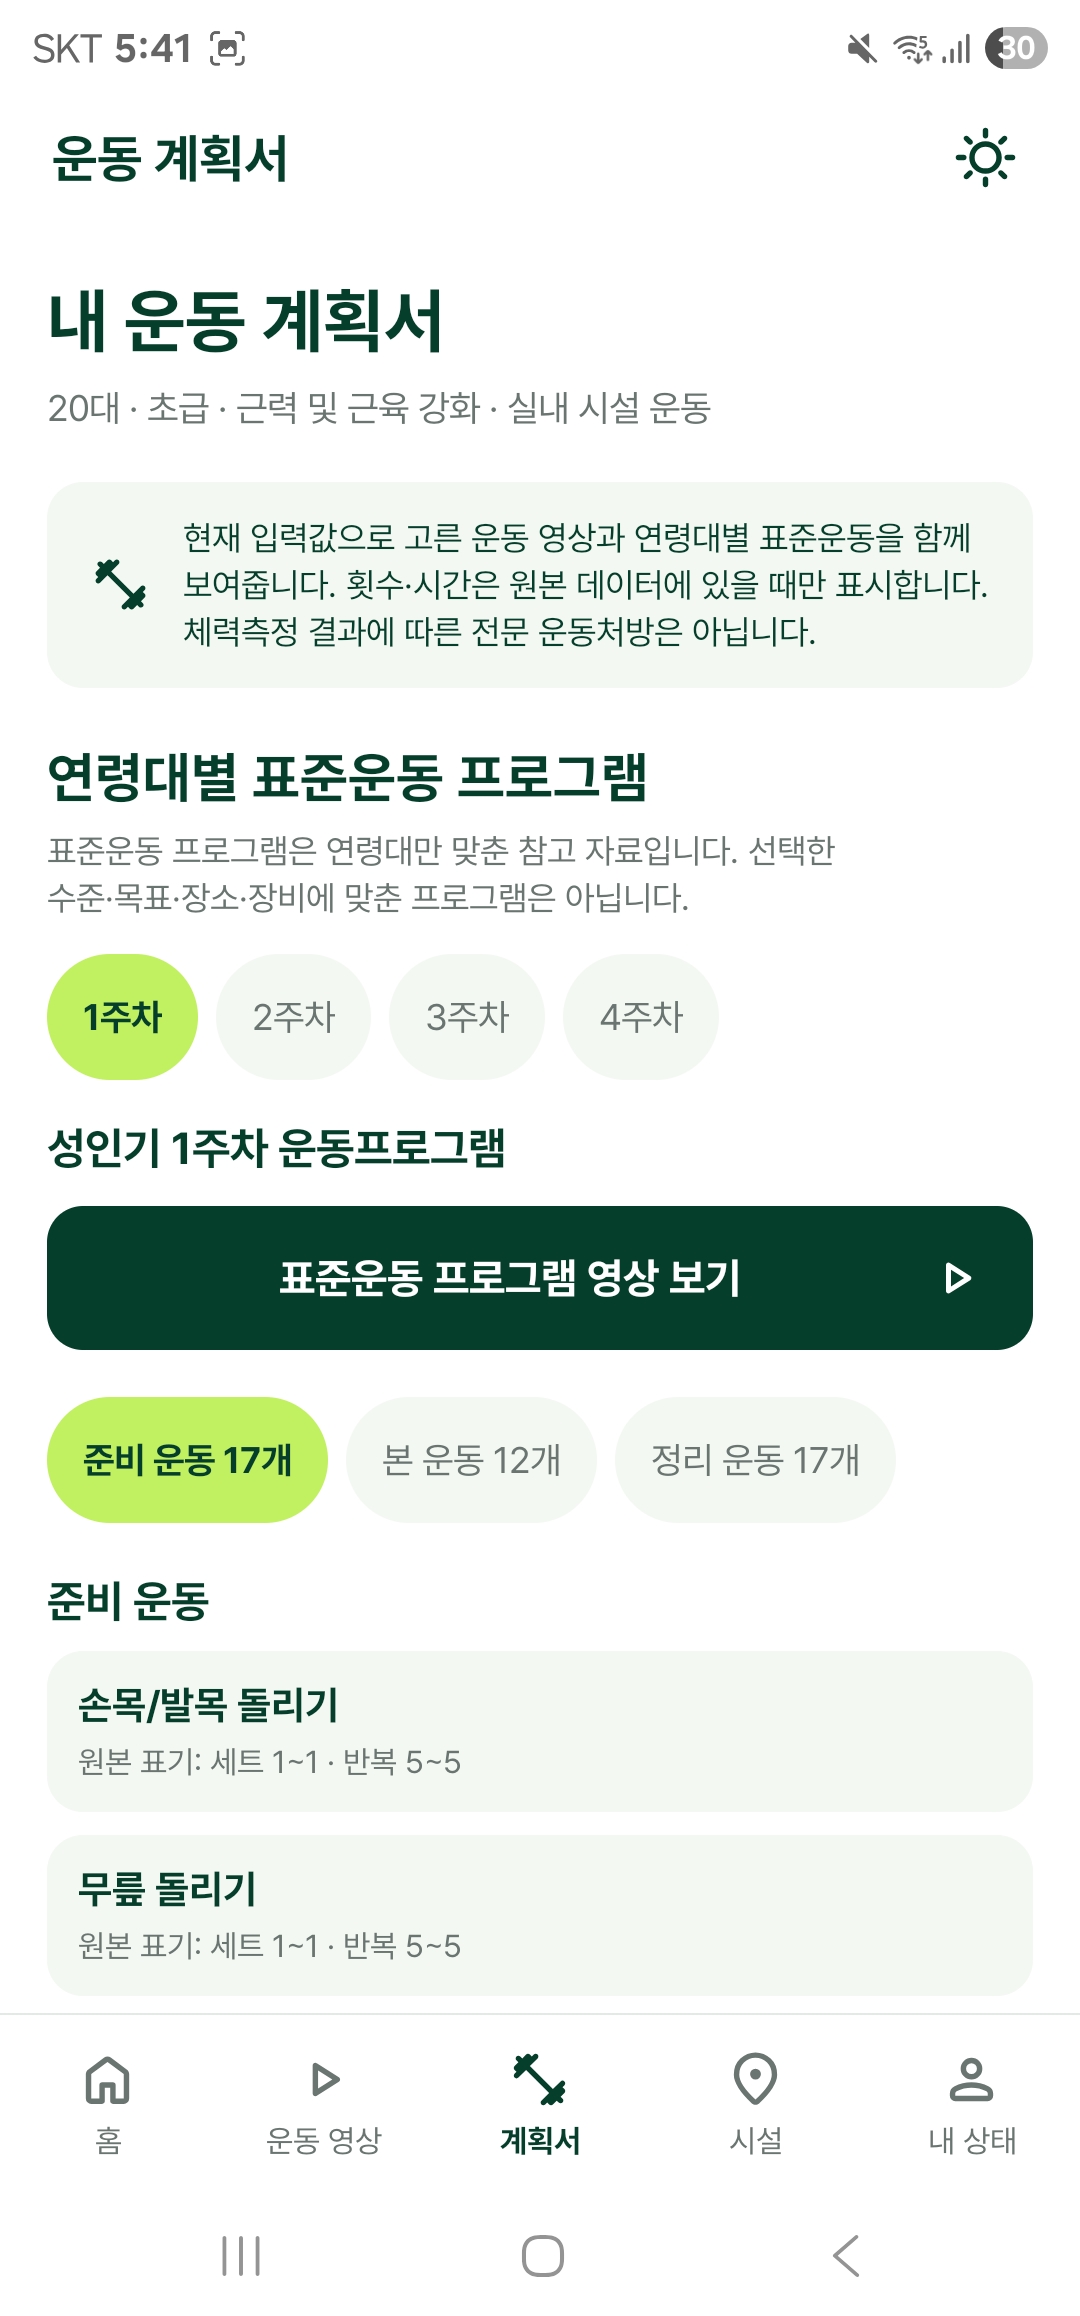 SKT 5:41
5
30
운동 계획서
내 운동 계획서
20대 · 초급 · 근력 및 근육 강화 · 실내 시설 운동
현재 입력값으로 고른 운동 영상과 연령대별 표준운동을 함께
보여줍니다. 횟수·시간은 원본 데이터에 있을 때만 표시합니다.
체력측정 결과에 따른 전문 운동처방은 아닙니다.
연령대별 표준운동 프로그램
표준운동 프로그램은 연령대만 맞춘 참고 자료입니다. 선택한
수준·목표·장소·장비에 맞춘 프로그램은 아닙니다.
1주차 2주차 3주차 4주차
성인기 1주차 운동프로그램
표준운동 프로그램 영상 보기
준비 운동 17개 본 운동 12개 정리 운동 17개
준비 운동
손목/발목 돌리기
원본 표기: 세트 1~1 · 반복 5~5
무릎 돌리기
원본 표기: 세트 1~1 · 반복 5~5
홈 운동 영상 계획서 시설 내 상태